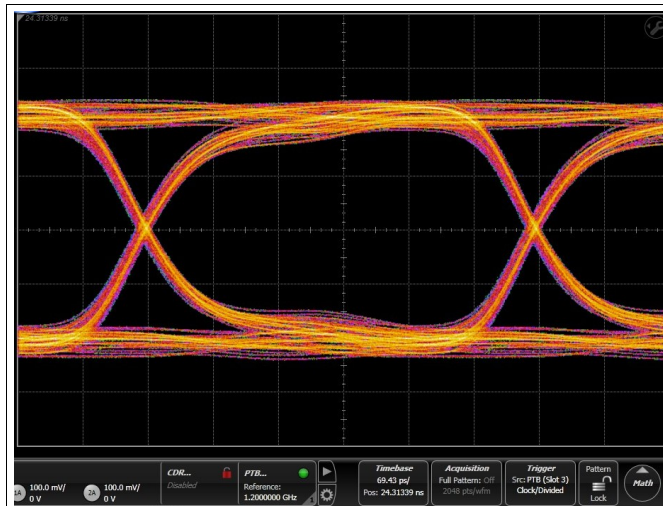 24.31339 ns
1A
100.0 mV/
0 V
2A
100.0 mV/
0 V
CDR...
Disabled
PTB...
Reference:
1.2000000 GHz
1
Timebase
69.43 ps/
Pos: 24.31339 ns
Acquisition
Full Pattern: Off
2048 pts/wfm
Trigger
Src: PTB (Slot 3)
Clock/Divided
Pattern
Lock
Math